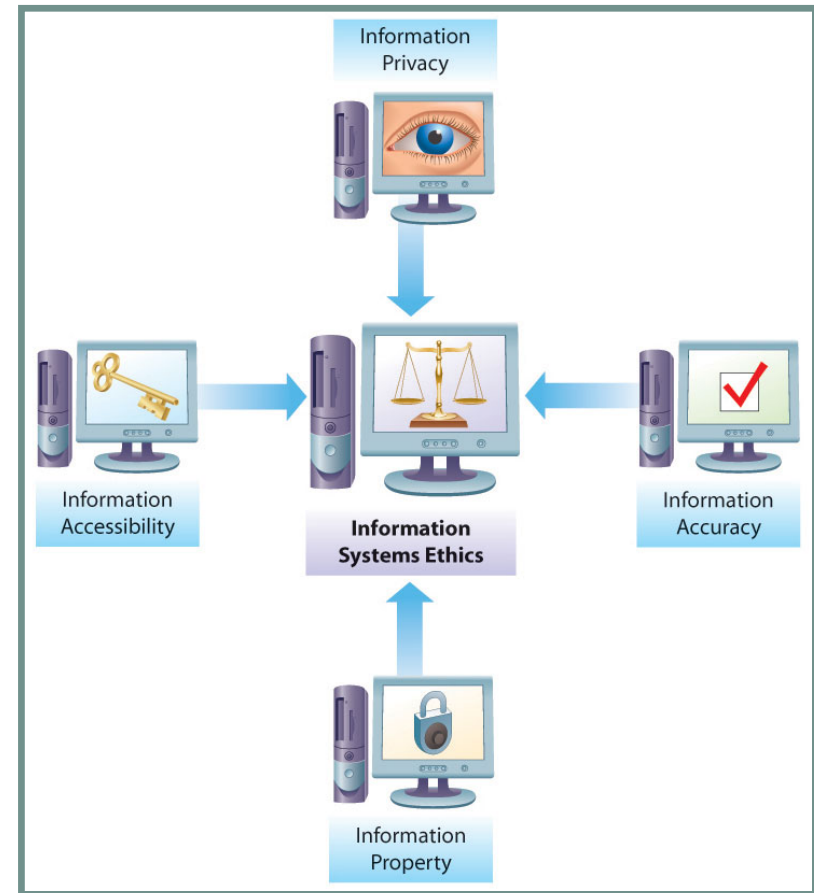 Information
Privacy
Information
Accessibility
Information
Systems Ethics
Information
Accuracy
Information
Property